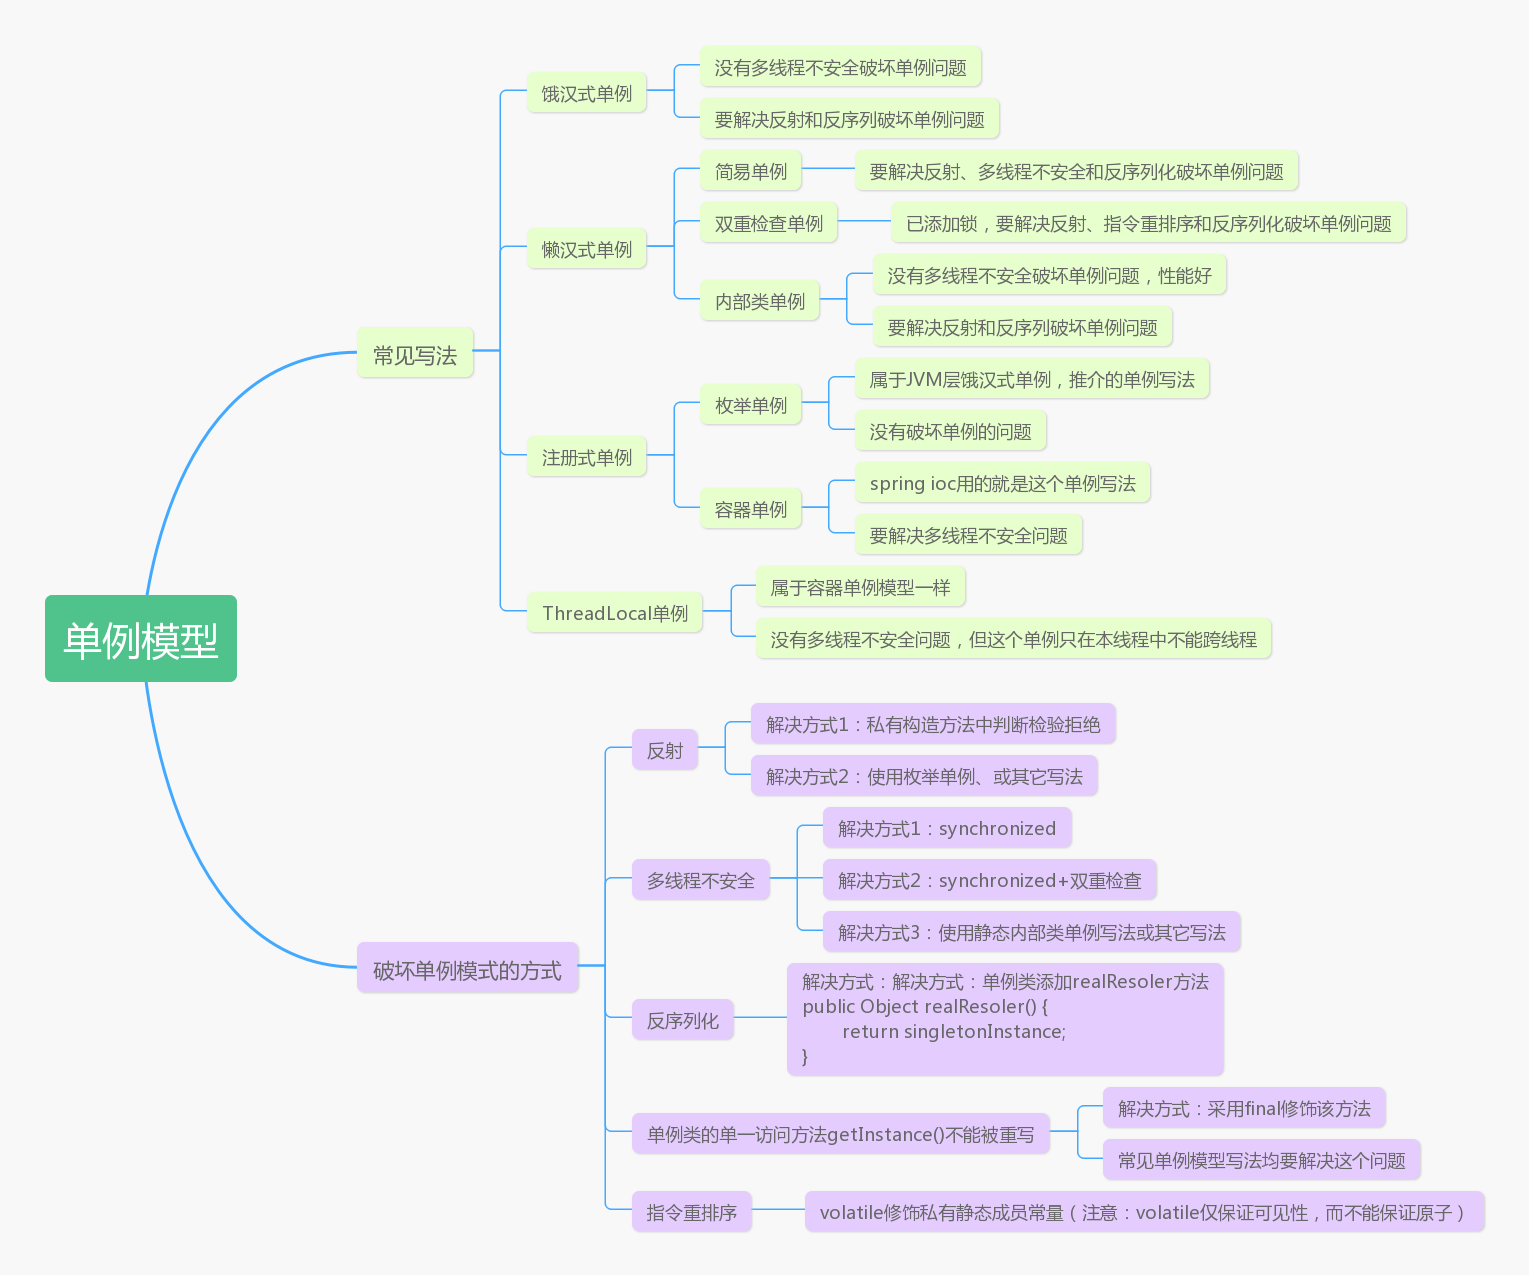 单例模型
常见写法
饿汉式单例
没有多线程不安全破坏单例问题
要解决反射和反序列破坏单例问题
懒汉式单例
简易单例
要解决反射、多线程不安全和反序列化破坏单例问题
双重检查单例
已添加锁，要解决反射、指令重排序和反序列化破坏单例问题
内部类单例
没有多线程不安全破坏单例问题，性能好
要解决反射和反序列破坏单例问题
注册式单例
枚举单例
属于JVM层饿汉式单例，推介的单例写法
没有破坏单例的问题
容器单例
spring ioc用的就是这个单例写法
要解决多线程不安全问题
ThreadLocal单例
属于容器单例模型一样
没有多线程不安全问题，但这个单例只在本线程中不能跨线程
破坏单例模式的方式
反射
解决方式1：私有构造方法中判断检验拒绝
解决方式2：使用枚举单例、或其它写法
多线程不安全
解决方式1：synchronized
解决方式2：synchronized+双重检查
解决方式3：使用静态内部类单例写法或其它写法
反序列化
解决方式：解决方式：单例类添加realResoler方法
public Object realResoler() {
return singletonInstance;
}
单例类的单一访问方法getInstance()不能被重写
解决方式：采用final修饰该方法
常见单例模型写法均要解决这个问题
指令重排序
volatile修饰私有静态成员常量（注意：volatile仅保证可见性，而不能保证原子）